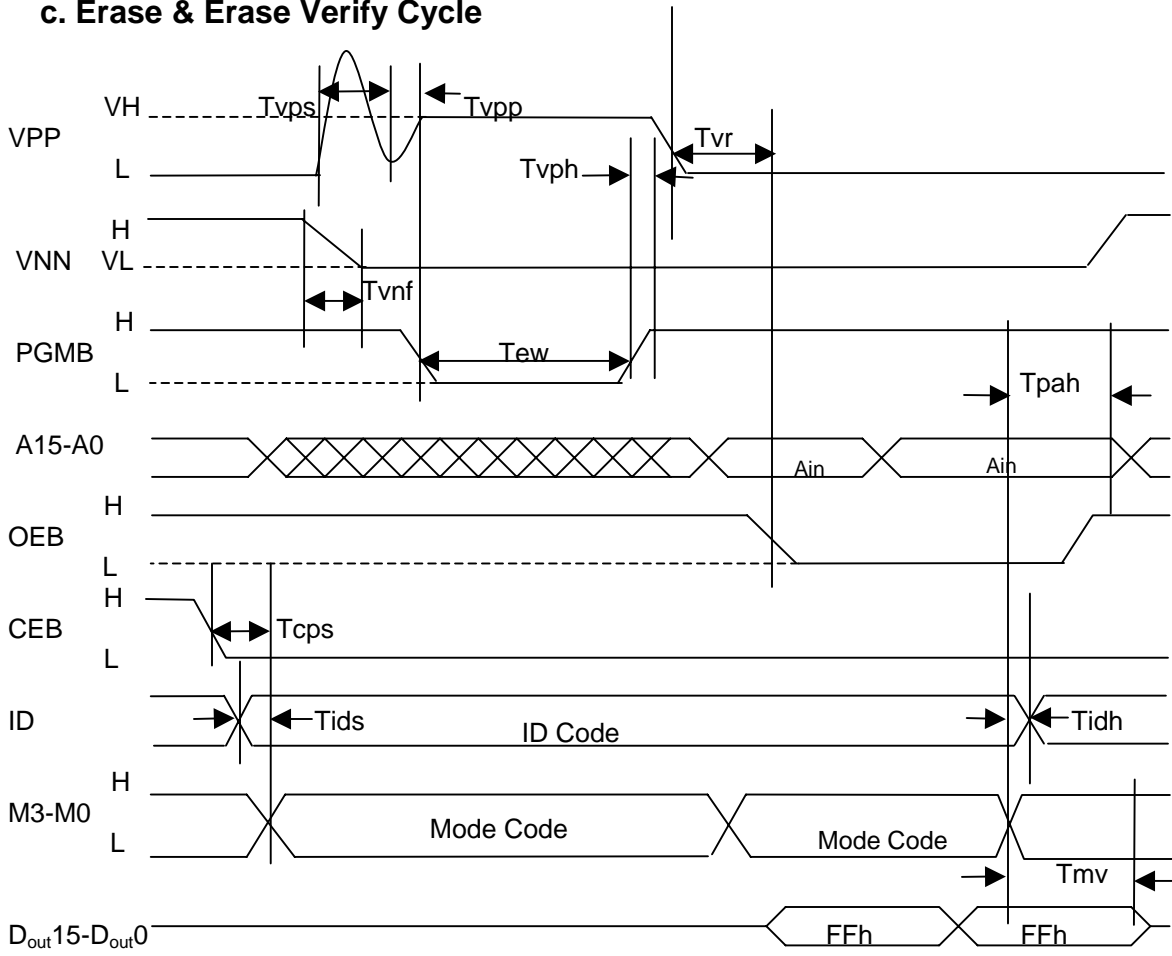 c. Erase & Erase Verify Cycle
VH
Tvps
Tvpp
VPP
Tvr
L
Tvph
H
VNN VL
Tvnf
H
PGMB
Tew
L
Tpah
A15-A0
Ain
Ain
H
OEB
L
H
CEB
Tcps
L
ID
Tids
ID Code
Tidh
H
M3-M0
Mode Code
Mode Code
L
Tmv
Dout15-Dout0
FFh
FFh